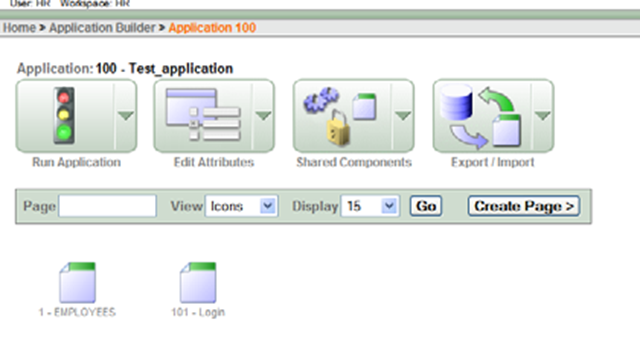 User: HR Workspace: HR
Home > Application Builder > Application 100
Application: 100 - Test_application
Run Application Edit Attributes Shared Components Export / Import
Page View Icons Display 15 Go Create Page >
1 - EMPLOYEES 101 - Login